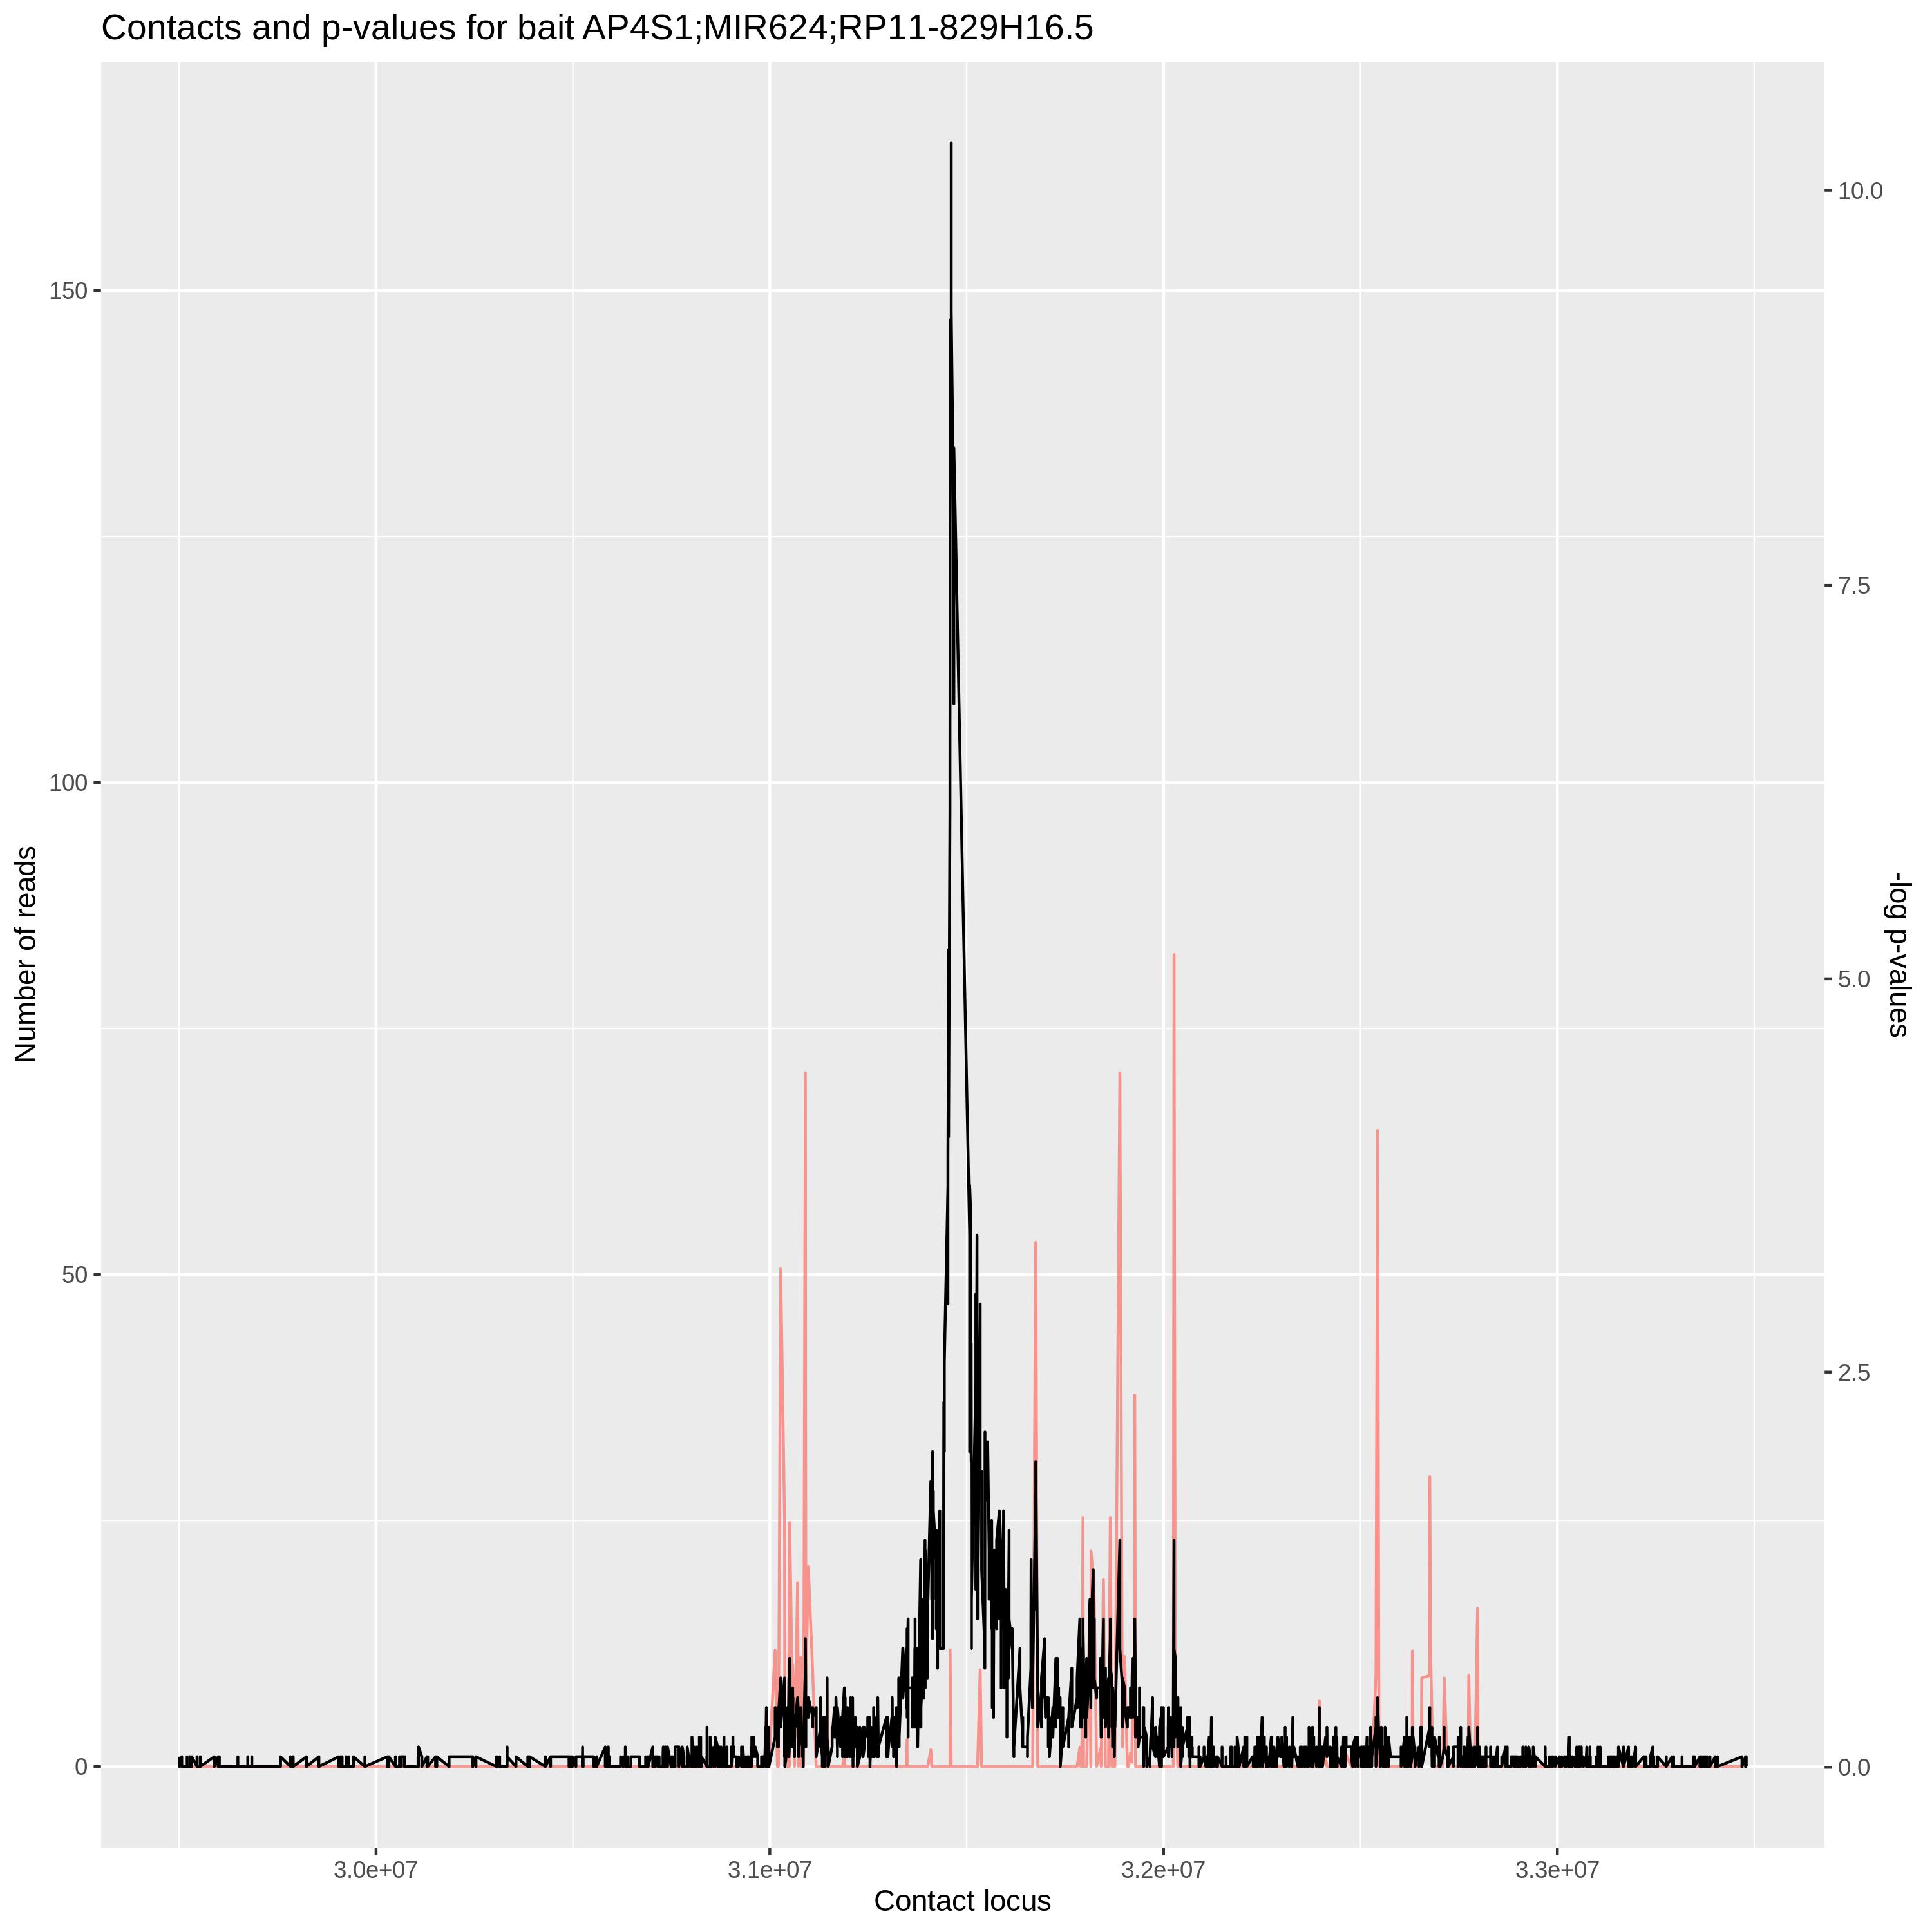 Contacts and p-values for bait AP4S1;MIR624;RP11-829H16.5
Number of reads
150
100
50
0
10.0
7.5
5.0
2.5
0.0
-log p-values
3.0e+07
3.1e+07
3.2e+07
3.3e+07
Contact locus